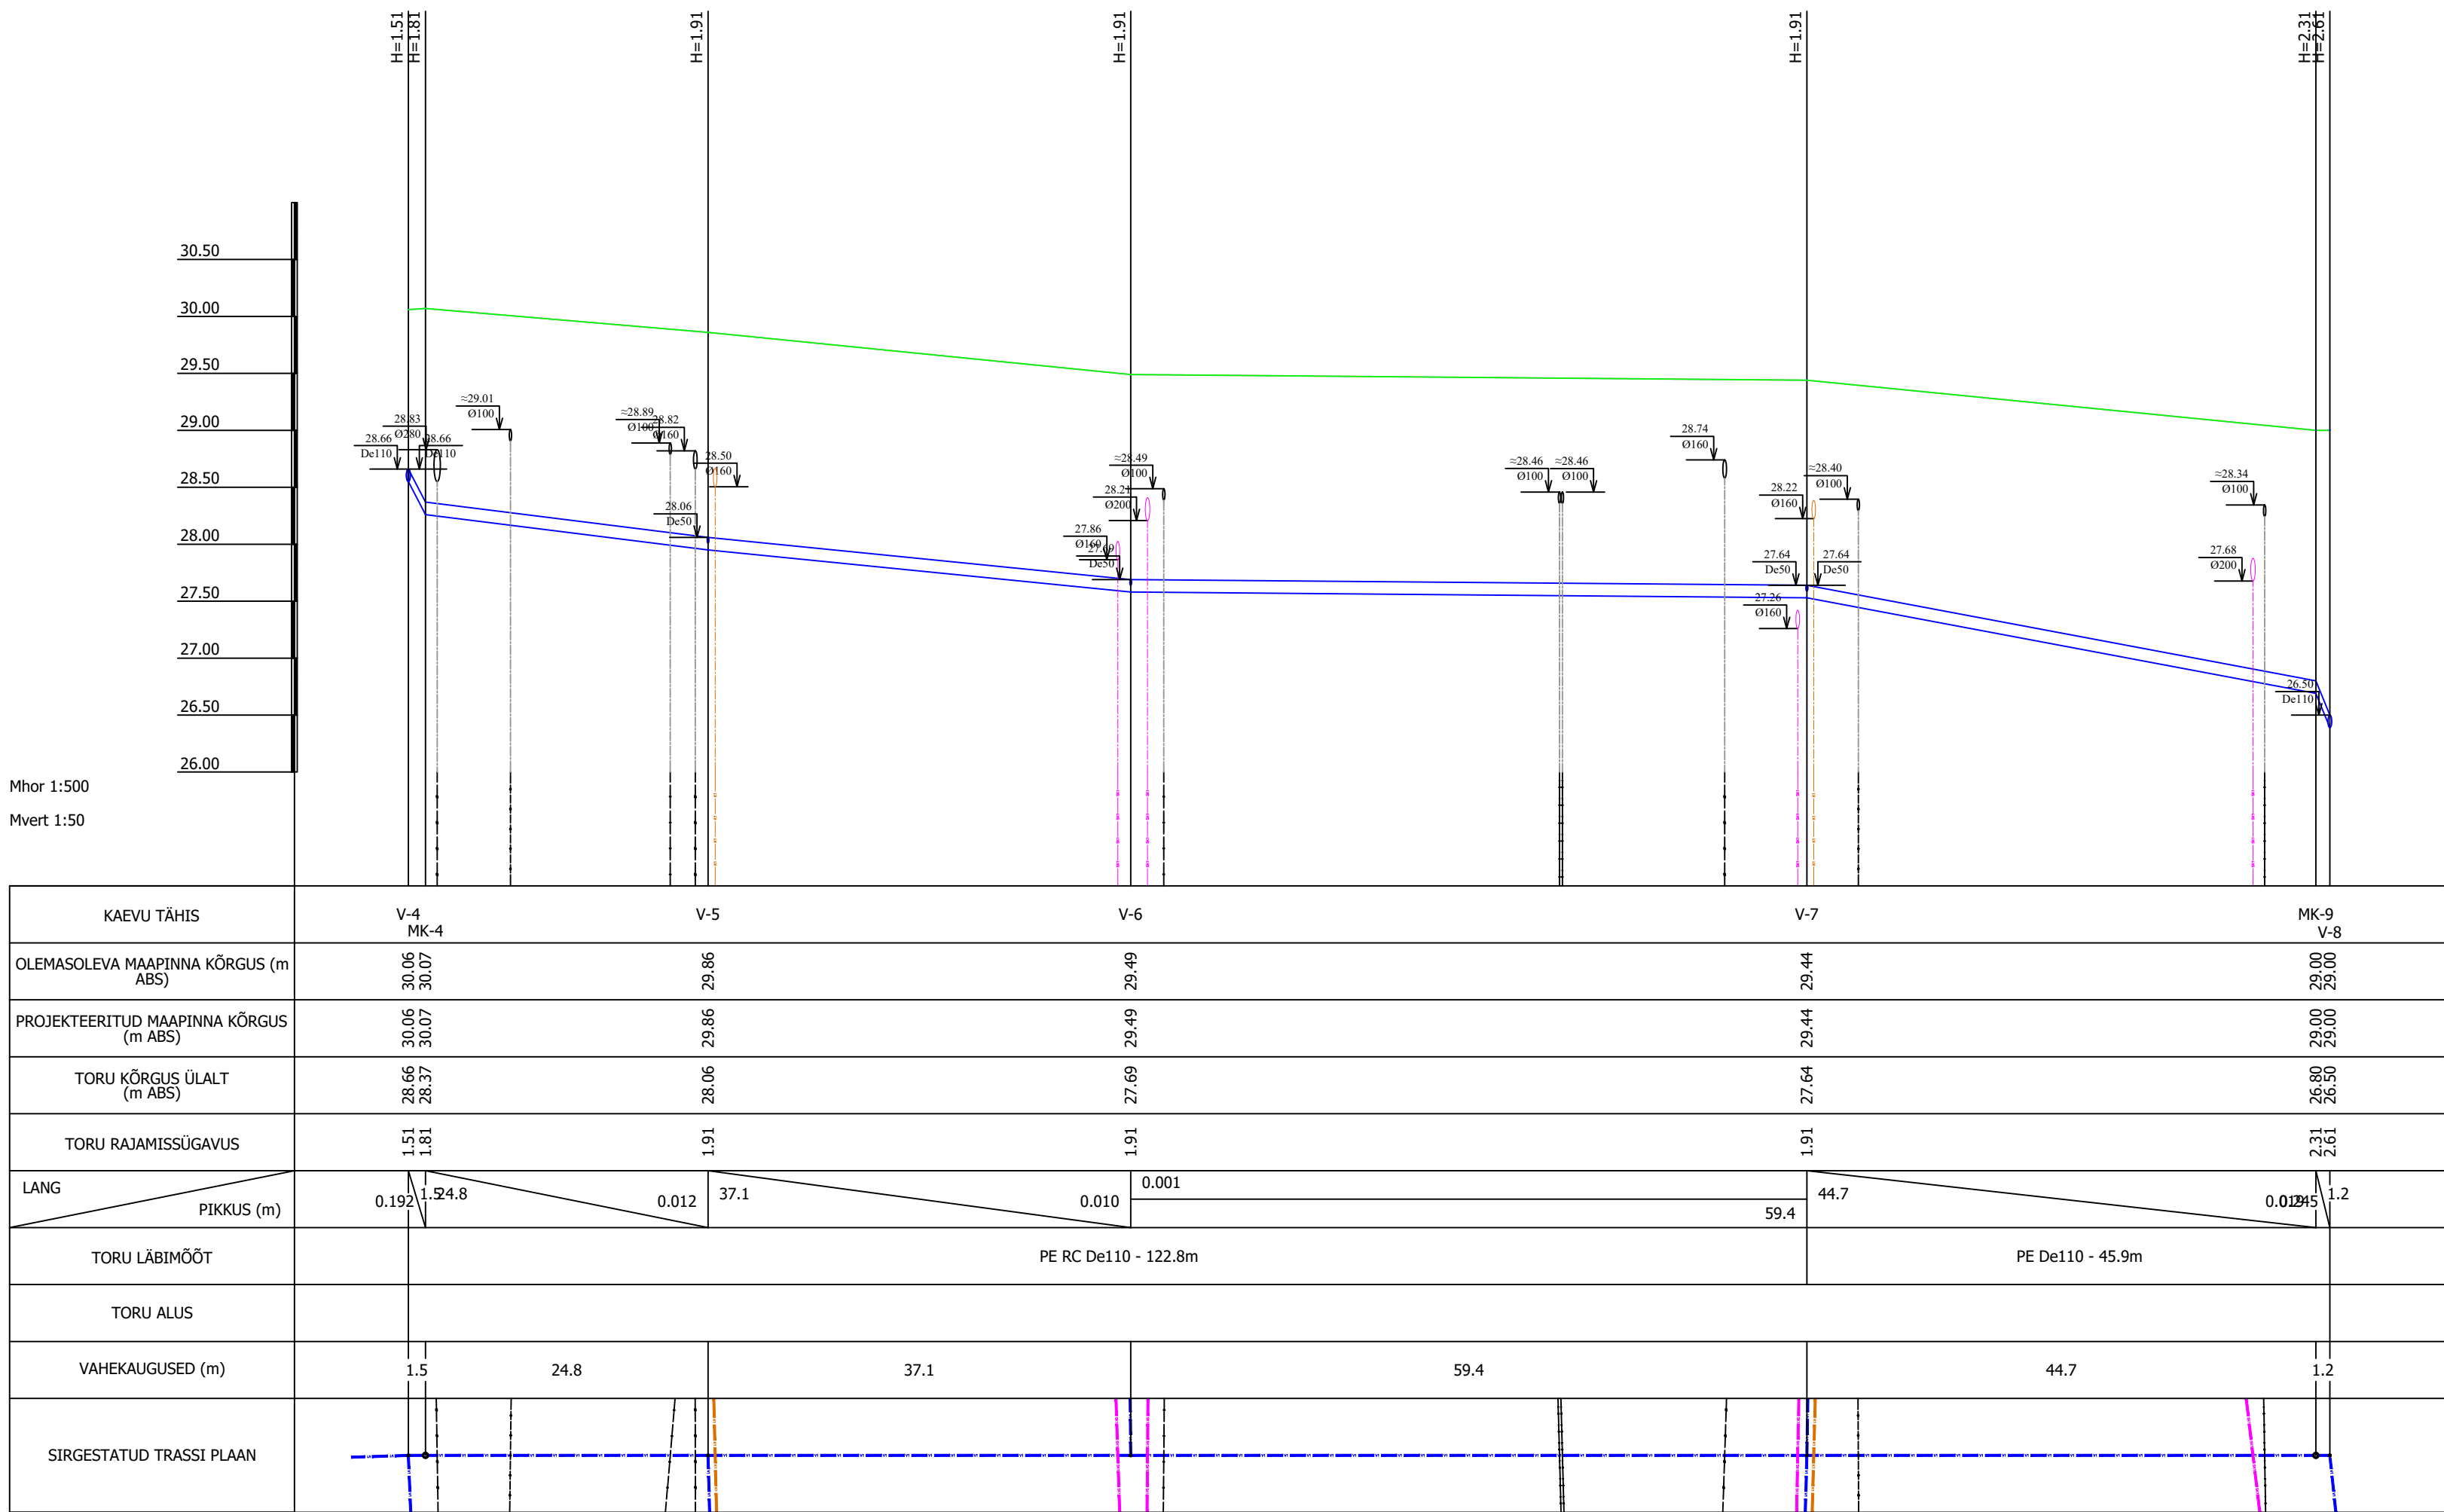 H=1.51
H=1.81
H=1.91
H=1.91
H=1.91
H=2.31
H=2.61
30.50
30.00
29.50
29.00
28.50
28.00
27.50
27.00
26.50
26.00
Mhor 1:500
Mvert 1:50
28.66
De110
28.83
Ø280
28.66
De110
≈29.01
Ø100
≈28.89
Ø100
28.82
Ø160
28.50
Ø160
28.06
De50
≈28.49
Ø100
28.21
Ø200
27.86
Ø160
27.69
De50
≈28.46
Ø100
≈28.46
Ø100
28.74
Ø160
28.22
Ø160
≈28.40
Ø100
27.64
De50
27.64
De50
27.26
Ø160
≈28.34
Ø100
27.68
Ø200
26.50
De110
KAEVU TÄHIS
V-4
MK-4
V-5
V-6
V-7
MK-9
V-8
OLEMASOLEVA MAAPINNA KÕRGUS (m
ABS)
30.06
30.07
29.86
29.49
29.44
29.00
29.00
PROJEKTEERITUD MAAPINNA KÕRGUS
(m ABS)
30.06
30.07
29.86
29.49
29.44
29.00
29.00
TORU KÕRGUS ÜLALT
(m ABS)
28.66
28.37
28.06
27.69
27.64
26.80
26.50
TORU RAJAMISSÜGAVUS
1.51
1.81
1.91
1.91
1.91
2.31
2.61
LANG
PIKKUS (m)
0.192
1.5
24.8
0.012
37.1
0.010
0.001
59.4
44.7
0.019
0.245
1.2
TORU LÄBIMÕÕT
PE RC De110 - 122.8m
PE De110 - 45.9m
TORU ALUS
VAHEKAUGUSED (m)
1.5
24.8
37.1
59.4
44.7
1.2
SIRGESTATUD TRASSI PLAAN